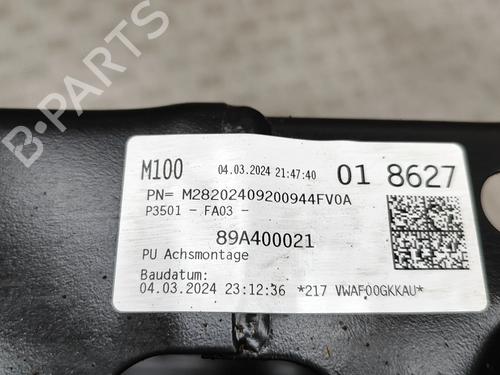 B-PARTS
M100 04.03.2024 21:47:40 01 8627
PN= M28202409200944FV0A
P3501 - FA03 -
89A400021
PU Achsmontage
Baudatum:
04.03.2024 23:12:36 *217 VWAF00GKKAU*